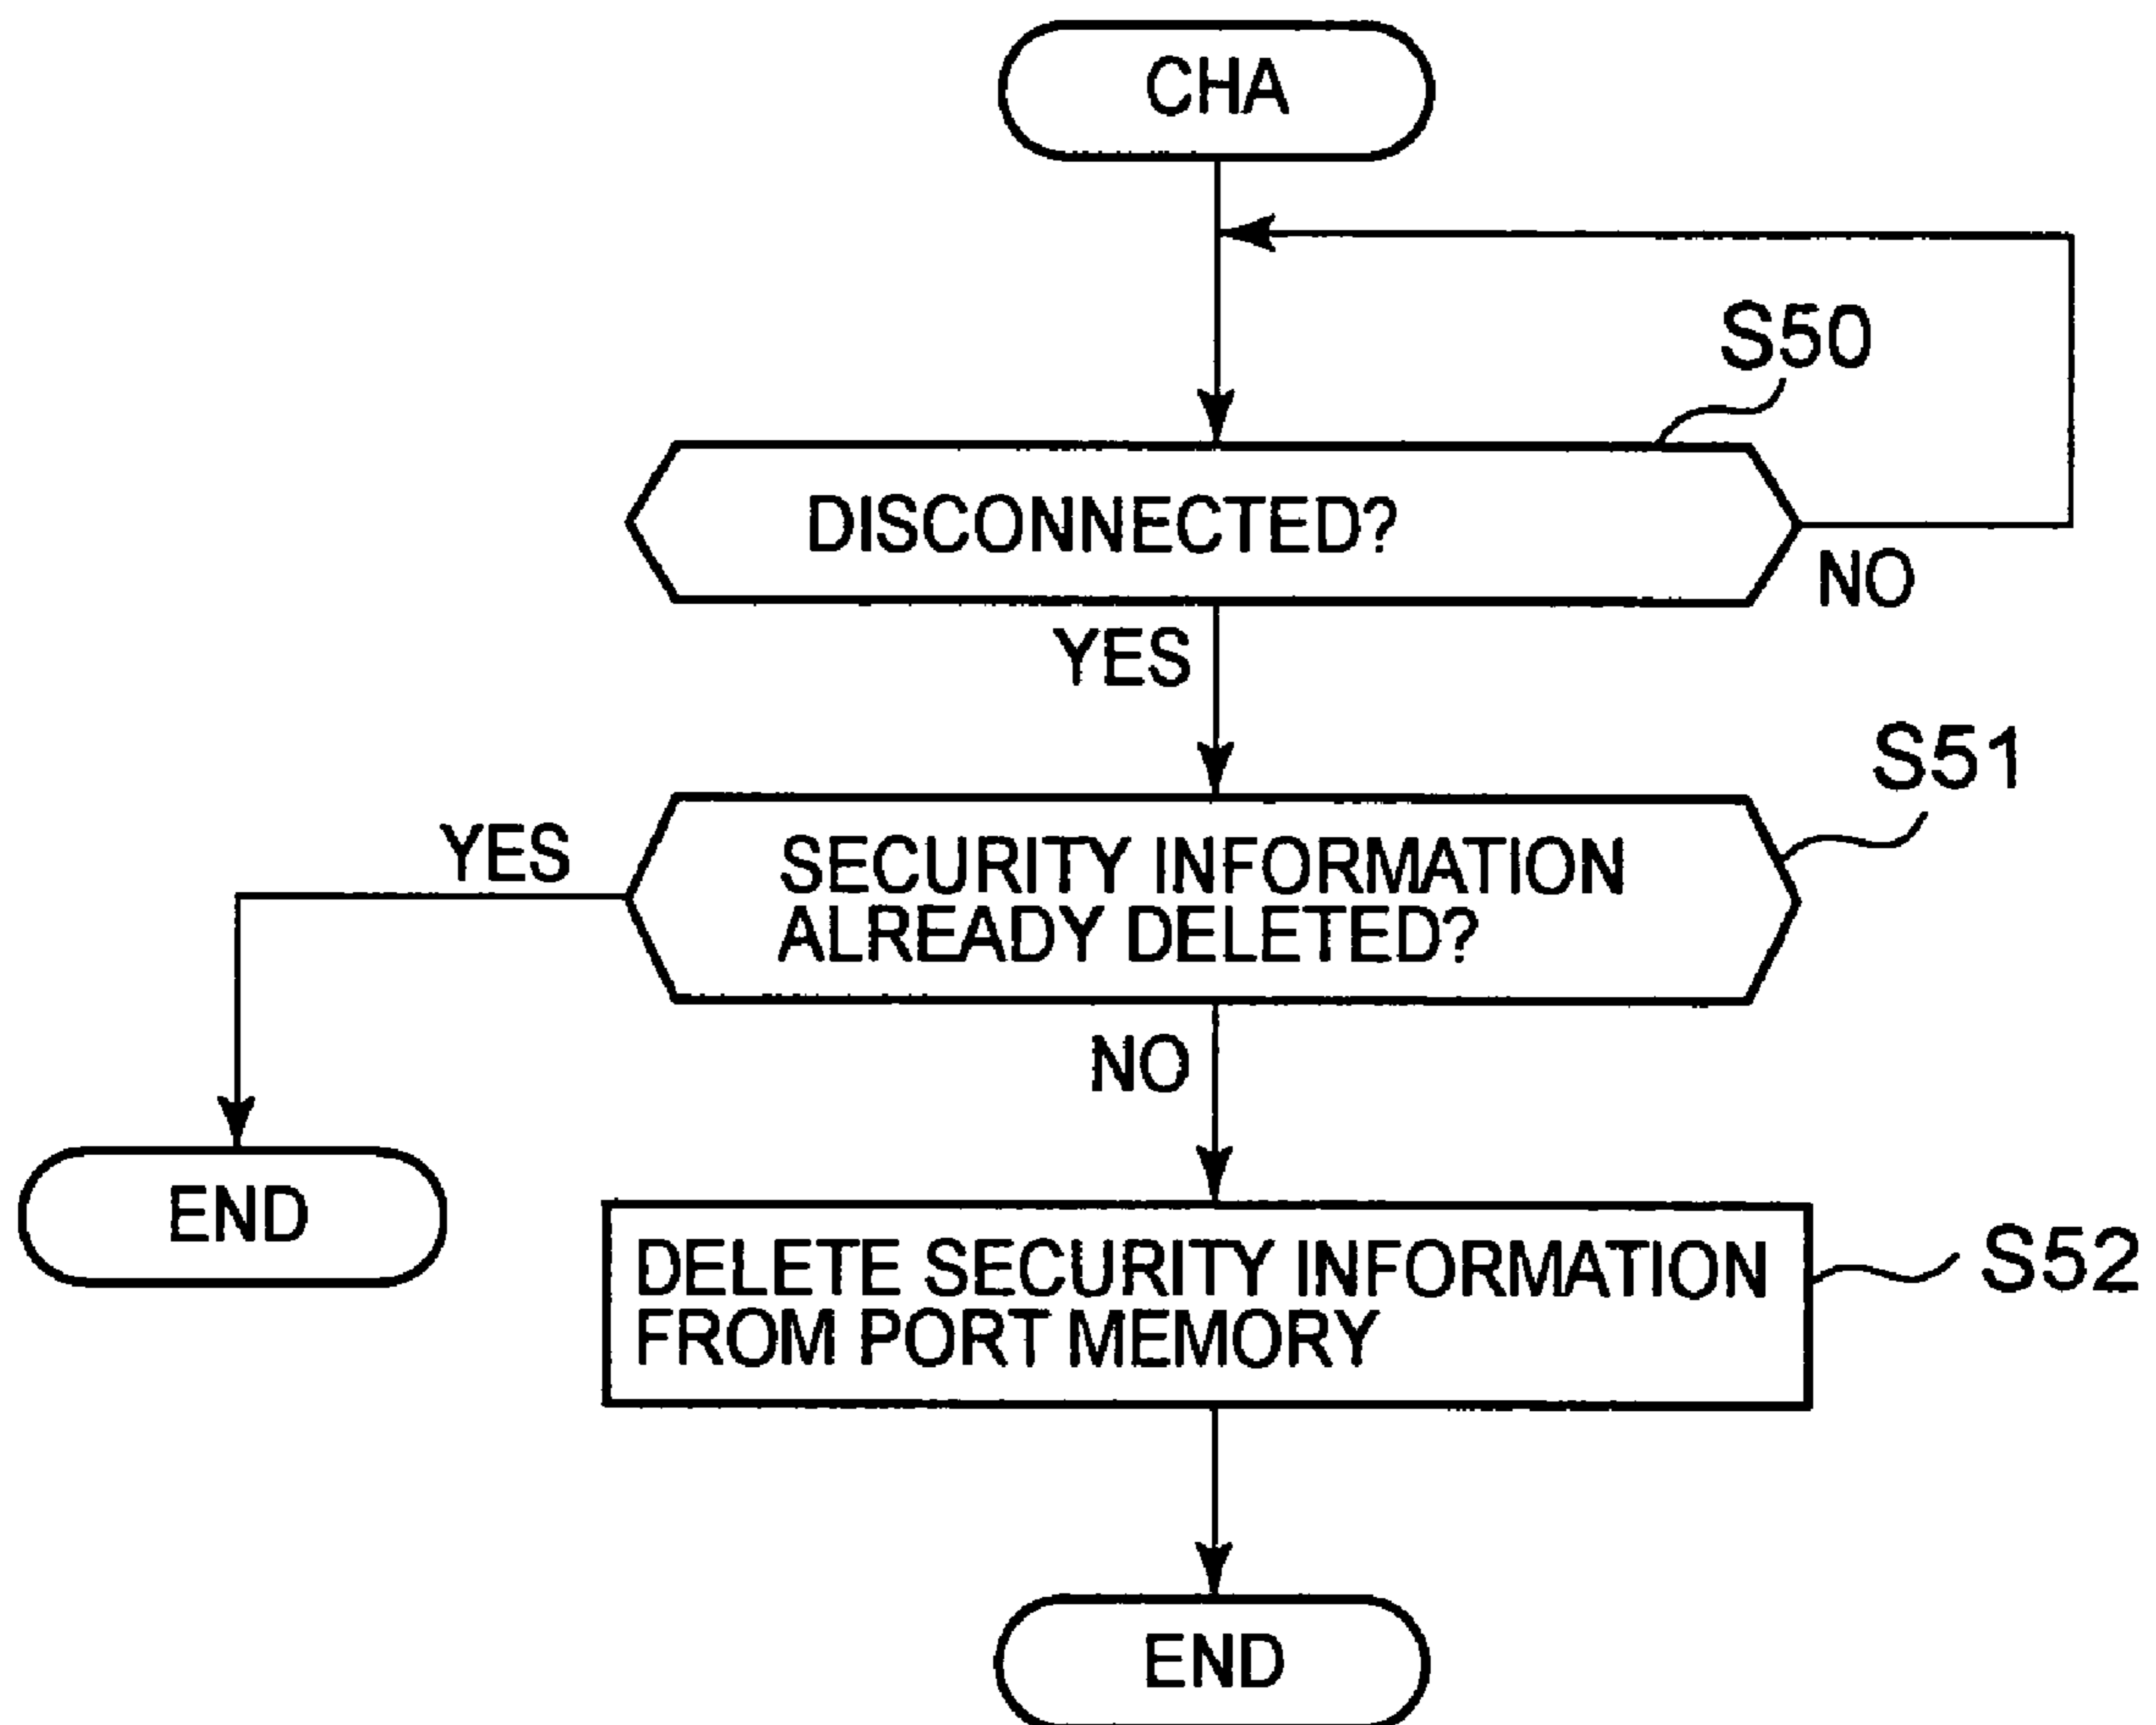 CHA
S50
DISCONNECTED?
NO
YES
S51
YES
SECURITY INFORMATION
ALREADY DELETED?
NO
END
DELETE SECURITY INFORMATION
FROM PORT MEMORY
S52
END